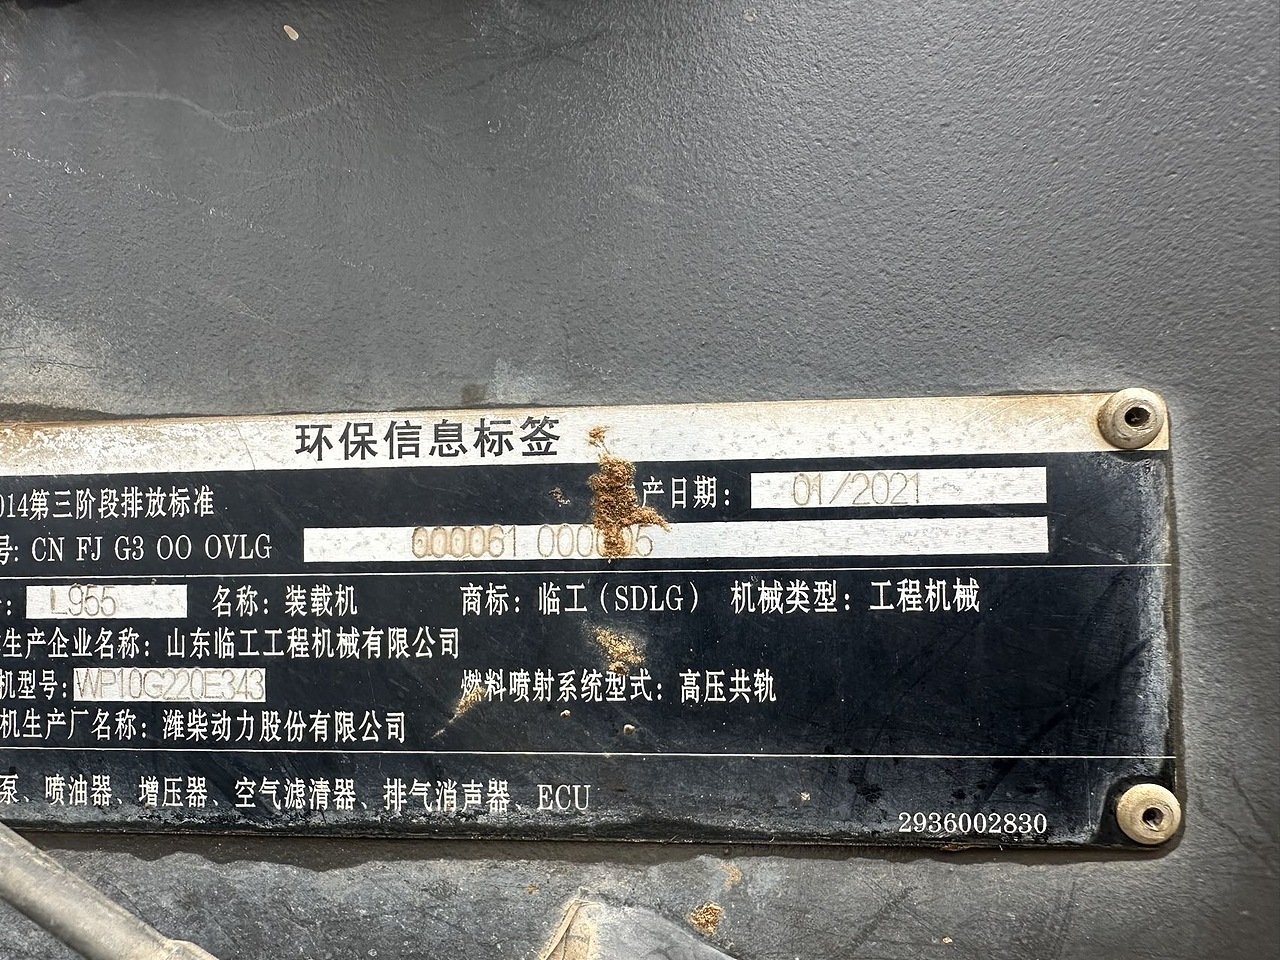 环保信息标签
014第三阶段排放标准 产日期: 01/2021
号: CN FJ G3 OO OVLG 000061 000 05
: L955 名称: 装载机 商标: 临工(SDLG) 机械类型: 工程机械
生产企业名称: 山东临工工程机械有限公司
机型号: WP10G220E343 燃料喷射系统型式: 高压共轨
机生产厂名称: 潍柴动力股份有限公司
泵、喷油器、增压器、空气滤清器、排气消声器、ECU
2936002830